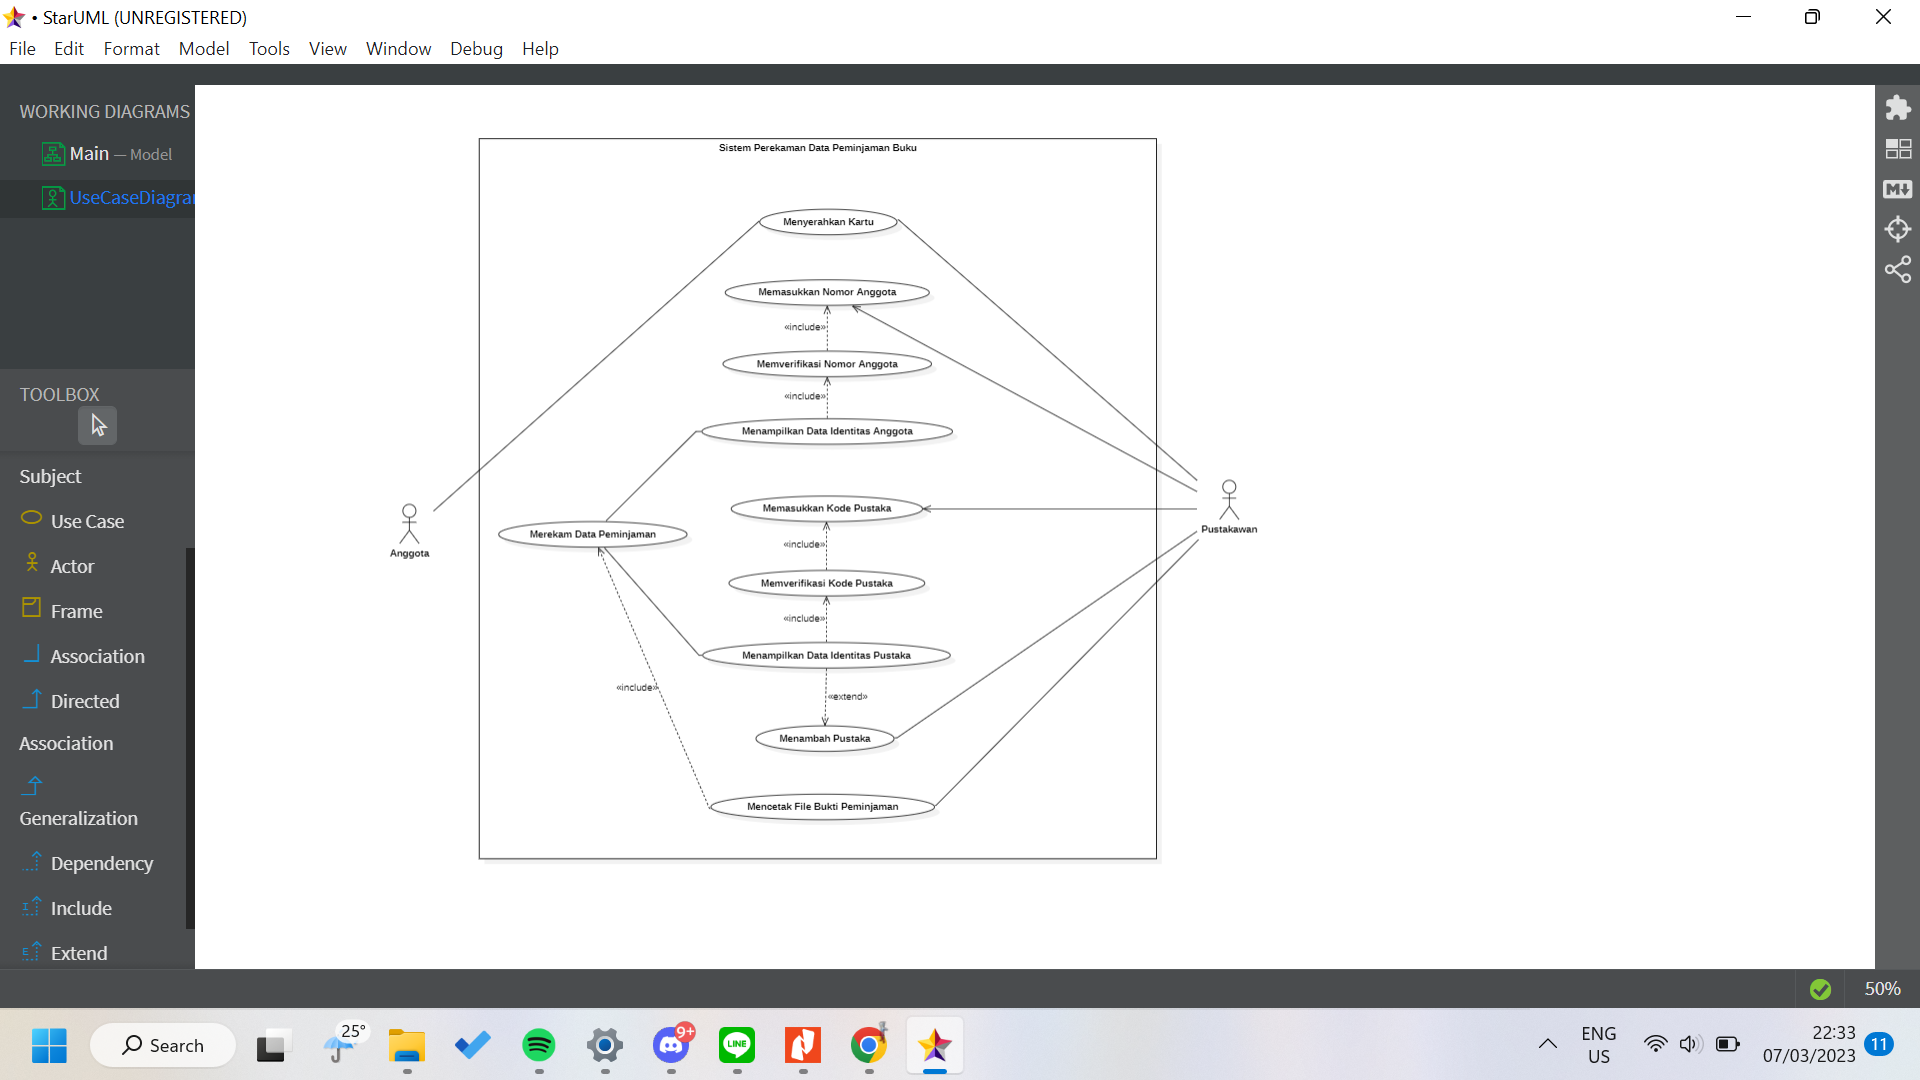 • StarUML (UNREGISTERED)
File Edit Format Model Tools View Window Debug Help
WORKING DIAGRAMS
Main — Model
UseCaseDiagra
TOOLBOX
Subject
Use Case
Actor
Frame
Association
Directed
Association
Generalization
Dependency
Include
Extend
Sistem Perekaman Data Peminjaman Buku
Menyerahkan Kartu
Memasukkan Nomor Anggota
«include»
Memverifikasi Nomor Anggota
«include»
Menampilkan Data Identitas Anggota
Memasukkan Kode Pustaka
Pustakawan
Merekam Data Peminjaman
Anggota
«include»
Memverifikasi Kode Pustaka
«include»
Menampilkan Data Identitas Pustaka
«include»
«extend»
Menambah Pustaka
Mencetak File Bukti Peminjaman
M
50%
25°
Search
9+
LINE
ENG
US
22:33
07/03/2023
11